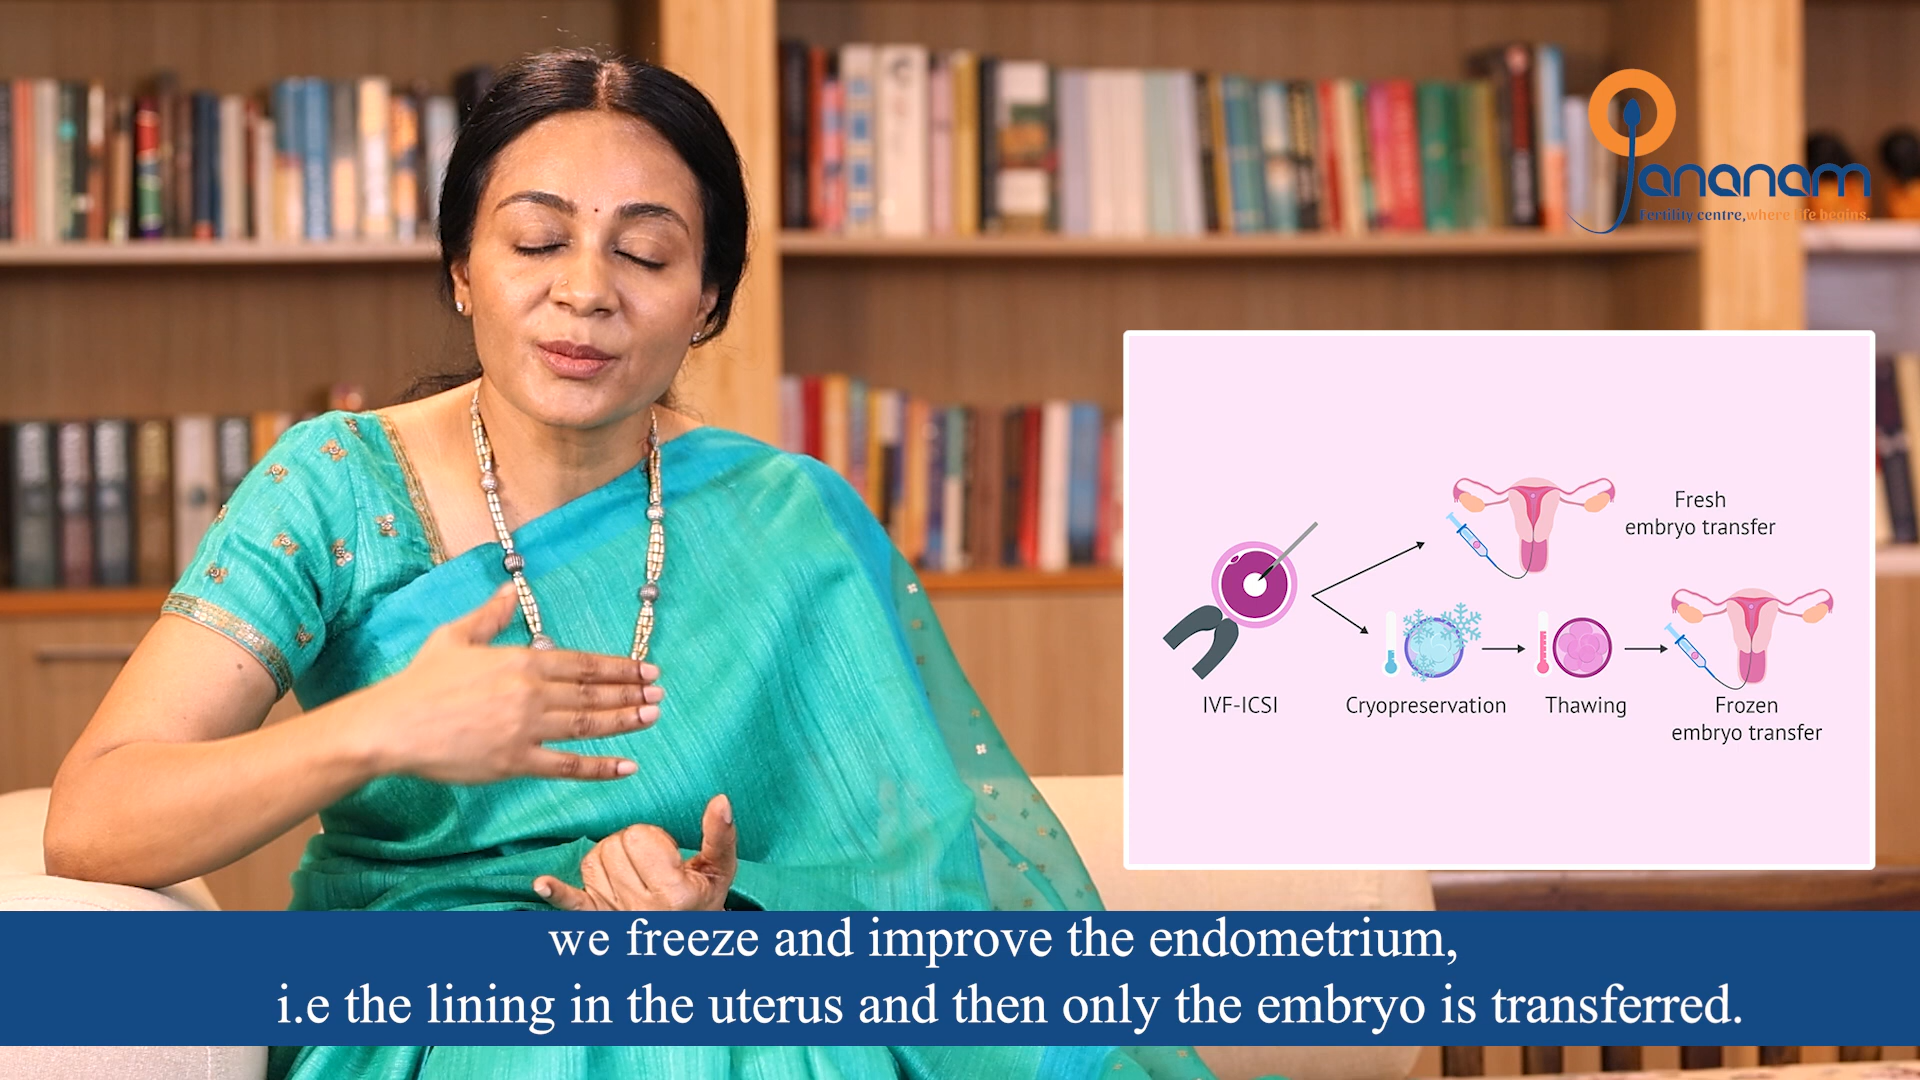 Jananam
Fertility centre, where life begins.
Fresh
embryo transfer
IVF-ICSI
Cryopreservation
Thawing
Frozen
embryo transfer
we freeze and improve the endometrium,
i.e the lining in the uterus and then only the embryo is transferred.